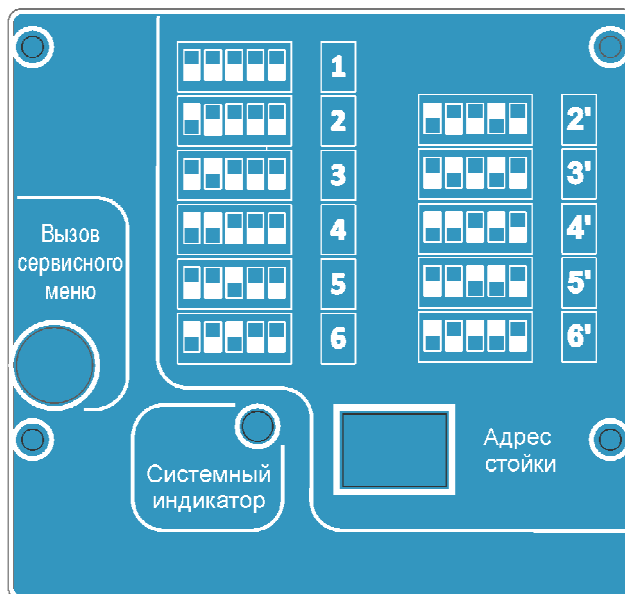 1
2 2'
3 3'
4 4'
5 5'
6 6'
Вызов
сервисного
меню
Системный
индикатор
Адрес
стойки